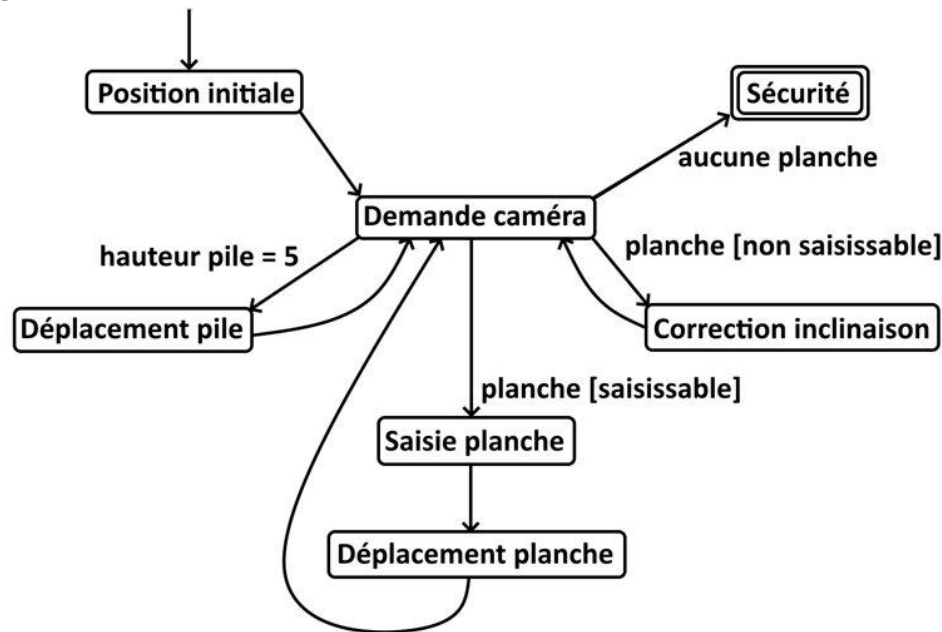 Position initiale
Sécurité
aucune planche
Demande caméra
hauteur pile = 5
planche [non saisissable]
Déplacement pile
Correction inclinaison
planche [saisissable]
Saisie planche
Déplacement planche